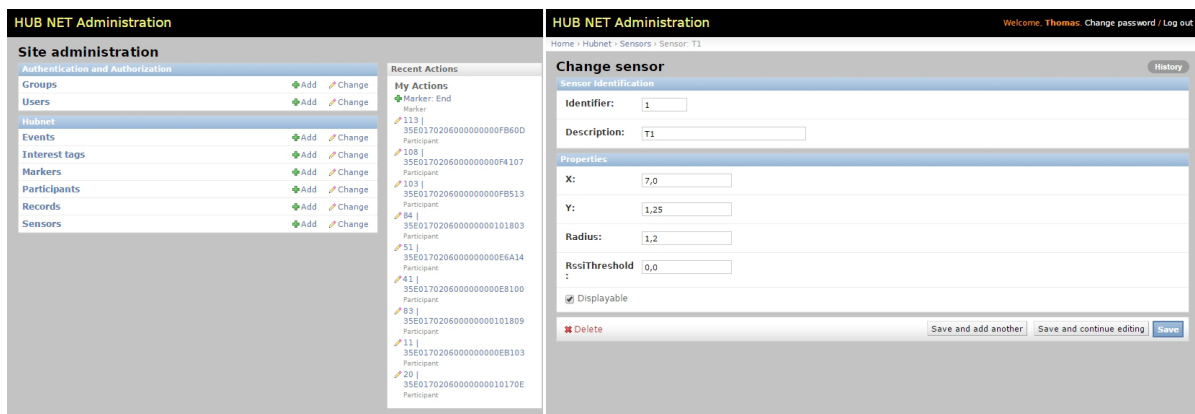 HUB NET Administration
Site administration
Authentication and Authorization
Groups Add Change
Users Add Change
Hubnet
Events Add Change
Interest tags Add Change
Markers Add Change
Participants Add Change
Records Add Change
Sensors Add Change
Recent Actions
My Actions
Marker: End
Marker
113 |
35E0170206000000000FB60D
Participant
108 |
35E0170206000000000F4107
Participant
103 |
35E0170206000000000FB513
Participant
84 |
35E017020600000000101803
Participant
51 |
35E0170206000000000E6A14
Participant
41 |
35E0170206000000000E8100
Participant
83 |
35E017020600000000101809
Participant
11 |
35E0170206000000000EB103
Participant
20 |
35E01702060000000010170E
Participant
HUB NET Administration
Welcome, Thomas. Change password / Log out
Home › Hubnet › Sensors › Sensor: T1
Change sensor
History
Sensor Identification
Identifier: 1
Description: T1
Properties
X: 7,0
Y: 1,25
Radius: 1,2
RssiThreshold 0,0
:
Displayable
Delete Save and add another Save and continue editing Save